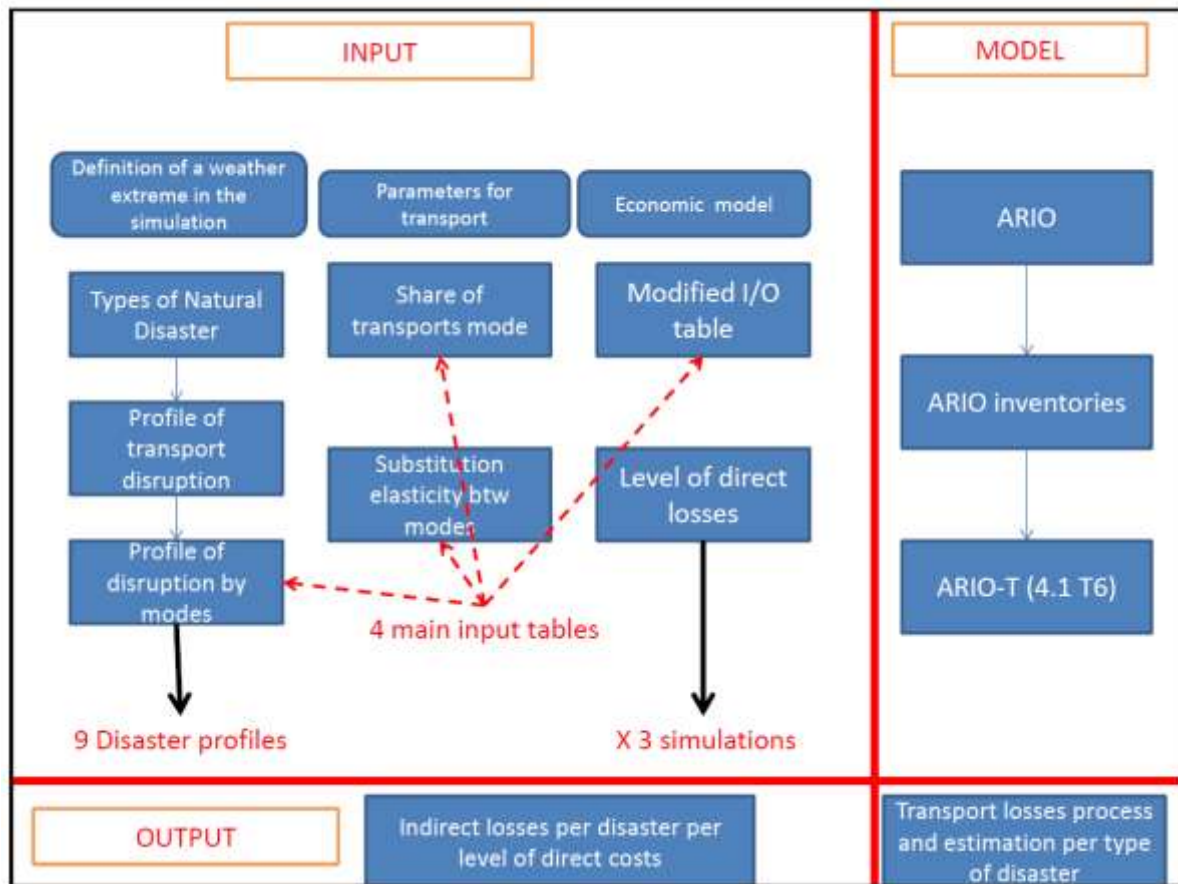 INPUT
MODEL
Definition of a weather
extreme in the
simulation
Parameters for
transport
Economic model
ARIO
Types of Natural
Disaster
Share of
transports mode
Modified I/O
table
Profile of
transport
disruption
Substitution
elasticity btw
modes
Level of direct
losses
ARIO inventories
Profile of
disruption by
modes
4 main input tables
ARIO-T (4.1 T6)
9 Disaster profiles
X 3 simulations
OUTPUT
Indirect losses per disaster per
level of direct costs
Transport losses process
and estimation per type
of disaster